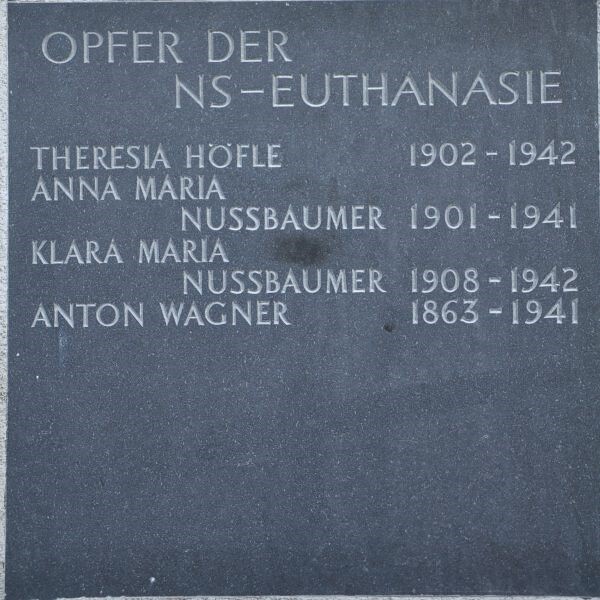 OPFER DER
NS–EUTHANASIE
THERESIA HÖFLE 1902 - 1942
ANNA MARIA
NUSSBAUMER 1901 - 1941
KLARA MARIA
NUSSBAUMER 1908 - 1942
ANTON WAGNER 1863 - 1941